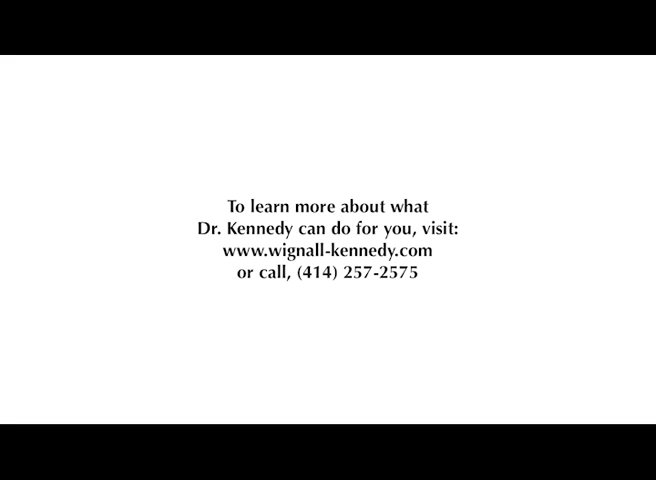 To learn more about what
Dr. Kennedy can do for you, visit:
www.wignall-kennedy.com
or call, (414) 257-2575